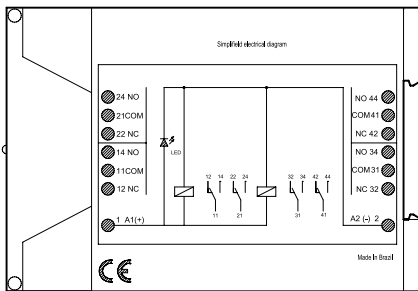 Simplifield electrical diagram
24 NO
21COM
22 NC
14 NO
11COM
12 NC
1 A1(+)
LED
12 14
11
22 24
21
32 34
31
42 44
41
NO 44
COM41
NC 42
NO 34
COM31
NC 32
A2 (-) 2
CE
Made In Brazil